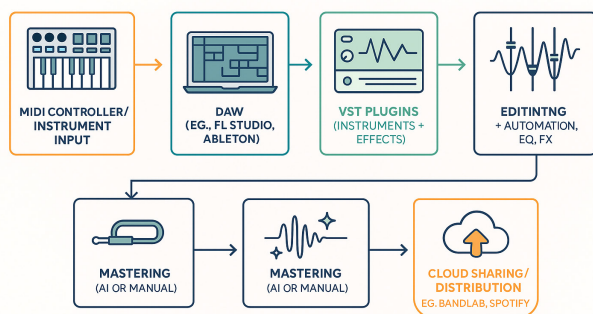 MIDI CONTROLLER/
INSTRUMENT
INPUT
DAW
(EG., FL STUDIO,
ABLETON)
VST PLUGINS
(INSTRUMENTS +
EFFECTS)
EDITINTNG
+ AUTOMATION,
EQ, FX
MASTERING
(AI OR MANUAL)
MASTERING
(AI OR MANUAL)
CLOUD SHARING/
DISTRIBUTION
EG. BANDLAB, SPOTIFY